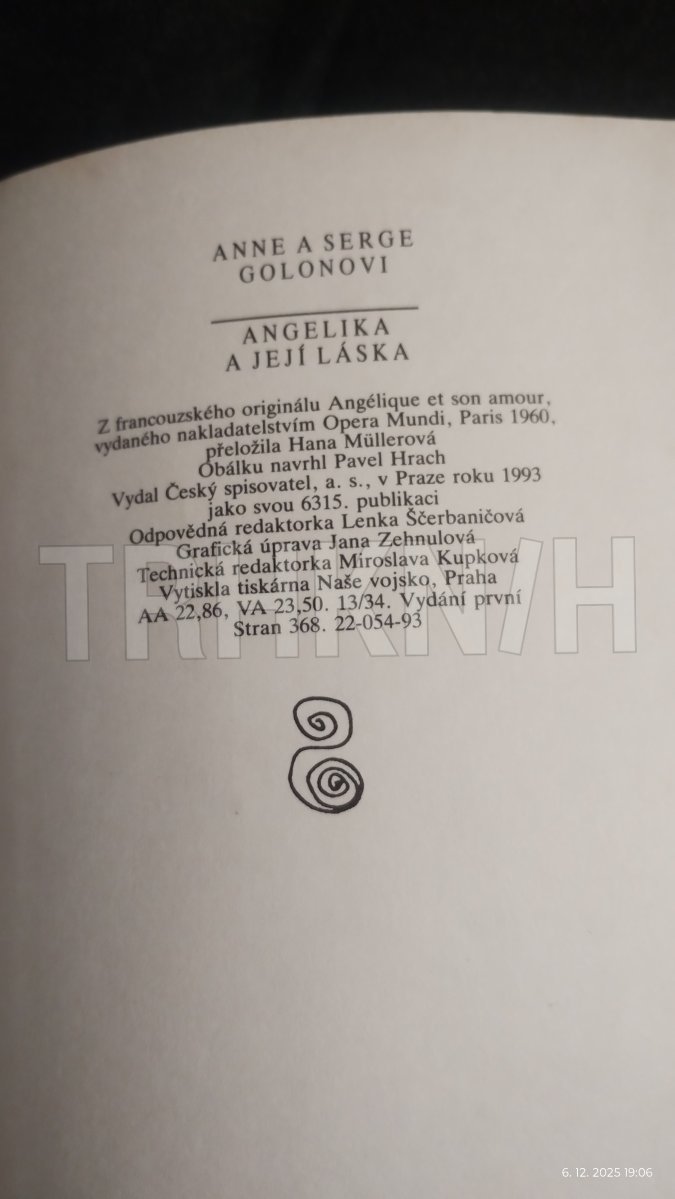 ANNE A SERGE
GOLONOVI
ANGELIKA
A JEJÍ LÁSKA
Z francouzského originálu Angélique et son amour,
vydaného nakladatelstvím Opera Mundi, Paris 1960,
přeložila Hana Müllerová
Obálku navrhl Pavel Hrach
Vydal Český spisovatel, a. s., v Praze roku 1993
jako svou 6315. publikaci
Odpovědná redaktorka Lenka Ščerbaničová
Grafická úprava Jana Zehnulová
Technická redaktorka Miroslava Kupková
Vytiskla tiskárna Naše vojsko, Praha
AA 22,86, VA 23,50. 13/34. Vydání první
Stran 368. 22-054-93
6. 12. 2025 19:06